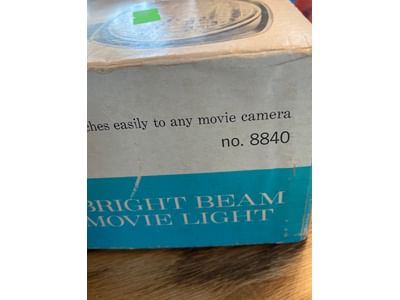 ches easily to any movie camera
no. 8840
BRIGHT BEAM
MOVIE LIGHT